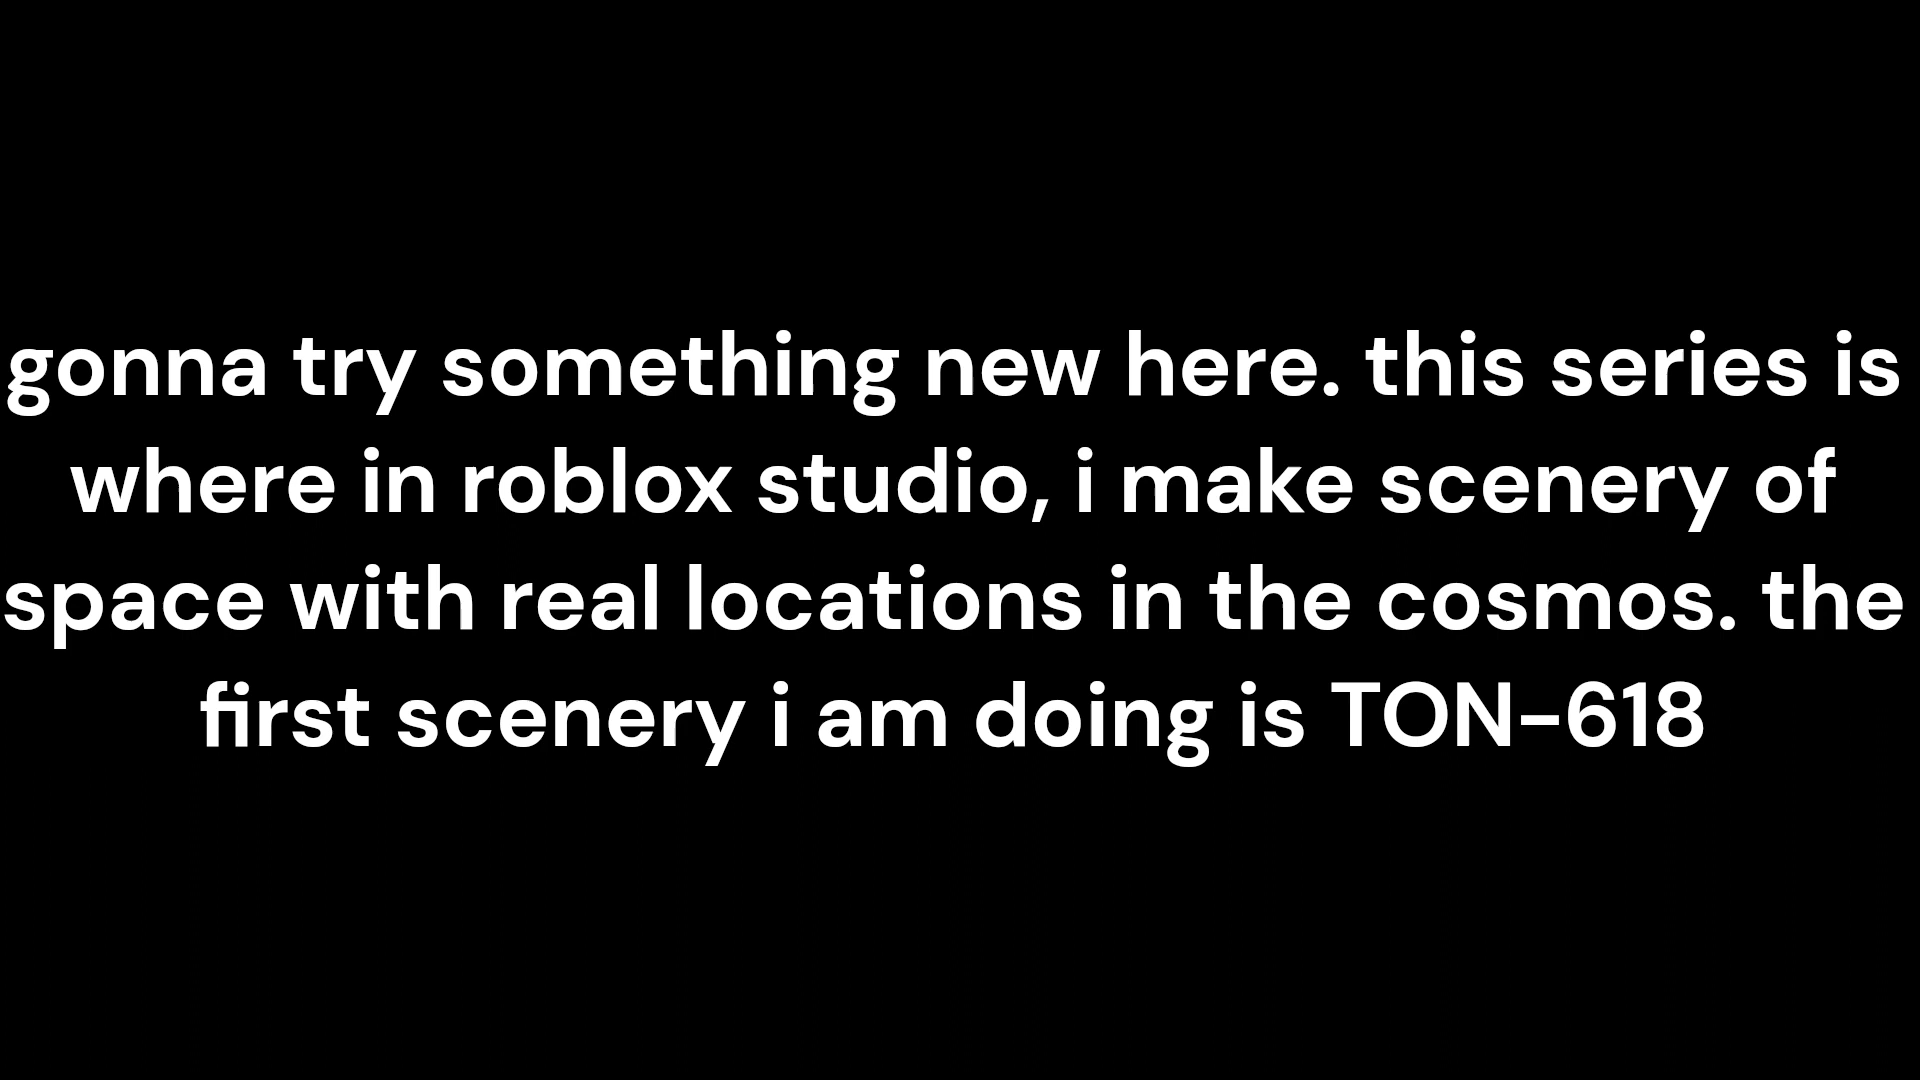 gonna try something new here. this series is
where in roblox studio, i make scenery of
space with real locations in the cosmos. the
first scenery i am doing is TON-618